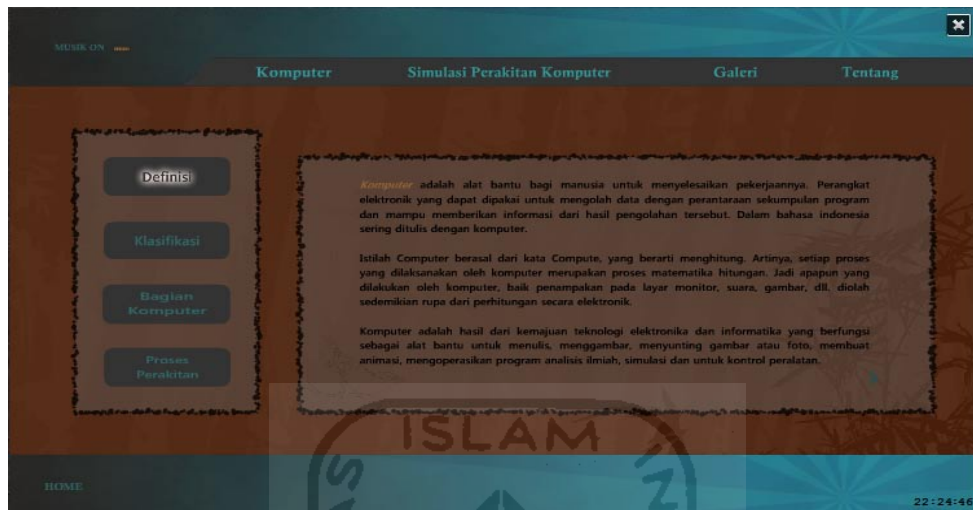 MUSIK ON
Komputer Simulasi Perakitan Komputer Galeri Tentang
Definisi
Klasifikasi
Bagian
Komputer
Proses
Perakitan
Komputer adalah alat bantu bagi manusia untuk menyelesaikan pekerjaannya. Perangkat
elektronik yang dapat dipakai untuk mengolah data dengan perantaraan sekumpulan program
dan mampu memberikan informasi dari hasil pengolahan tersebut. Dalam bahasa indonesia
sering ditulis dengan komputer.
Istilah Computer berasal dari kata Compute, yang berarti menghitung. Artinya, setiap proses
yang dilaksanakan oleh komputer merupakan proses matematika hitungan. Jadi apapun yang
dilakukan oleh komputer, baik penampakan pada layar monitor, suara, gambar, dll, diolah
sedemikian rupa dari perhitungan secara elektronik.
Komputer adalah hasil dari kemajuan teknologi elektronika dan informatika yang berfungsi
sebagai alat bantu untuk menulis, menggambar, menyunting gambar atau foto, membuat
animasi, mengoperasikan program analisis ilmiah, simulasi dan untuk kontrol peralatan.
ISLAM
HOME
22:24:46